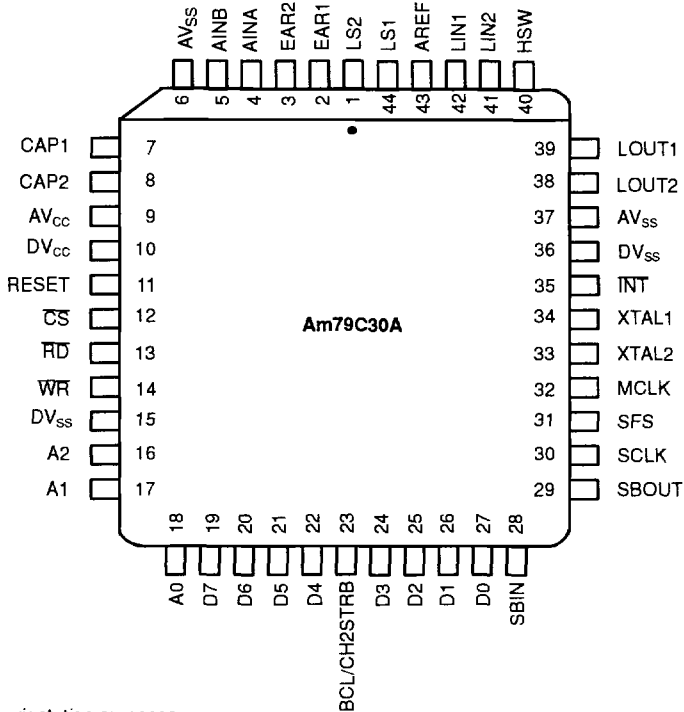 AVSS AINB AINA EAR2 EAR1 LS2 LS1 AREF LIN1 LIN2 HSW
6 5 4 3 2 1 44 43 42 41 40
CAP1 7 39 LOUT1
CAP2 8 38 LOUT2
AVCC 9 37 AVSS
DVCC 10 36 DVSS
RESET 11 35 I̅N̅T̅
C̅S̅ 12 Am79C30A 34 XTAL1
R̅D̅ 13 33 XTAL2
W̅R̅ 14 32 MCLK
DVSS 15 31 SFS
A2 16 30 SCLK
A1 17 29 SBOUT
18 19 20 21 22 23 24 25 26 27 28
A0 D7 D6 D5 D4 BCL/CH2STRB D3 D2 D1 D0 SBIN